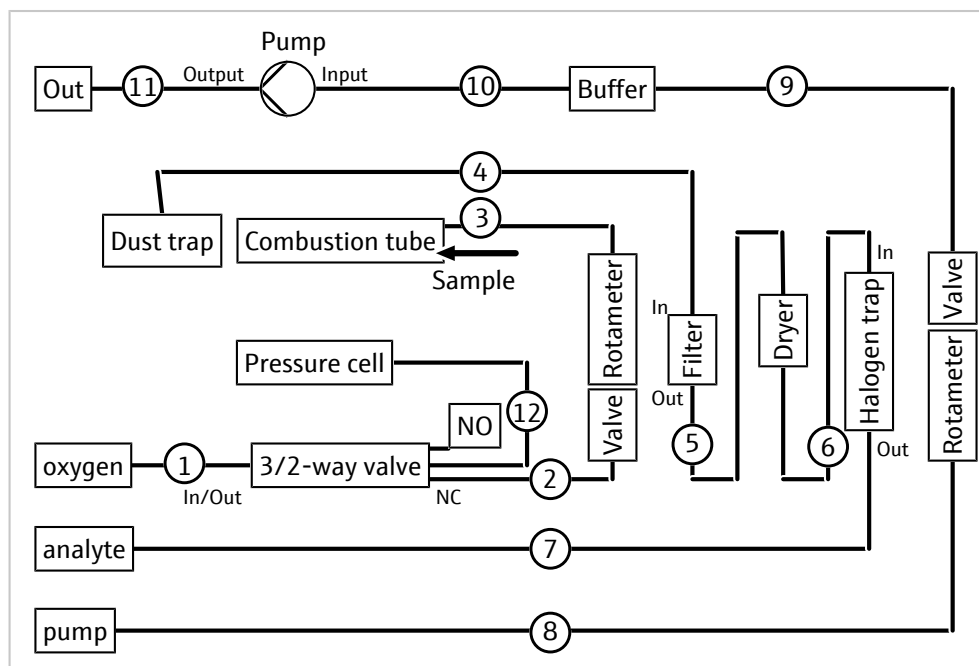 Pump
Out
11
Output
Input
10
Buffer
9
4
3
Dust trap
Combustion tube
Sample
Rotameter
Valve
In
Filter
Out
5
Dryer
6
In
Halogen trap
Out
Valve
Rotameter
Pressure cell
12
NO
oxygen
1
In/Out
3/2-way valve
NC
2
analyte
7
pump
8